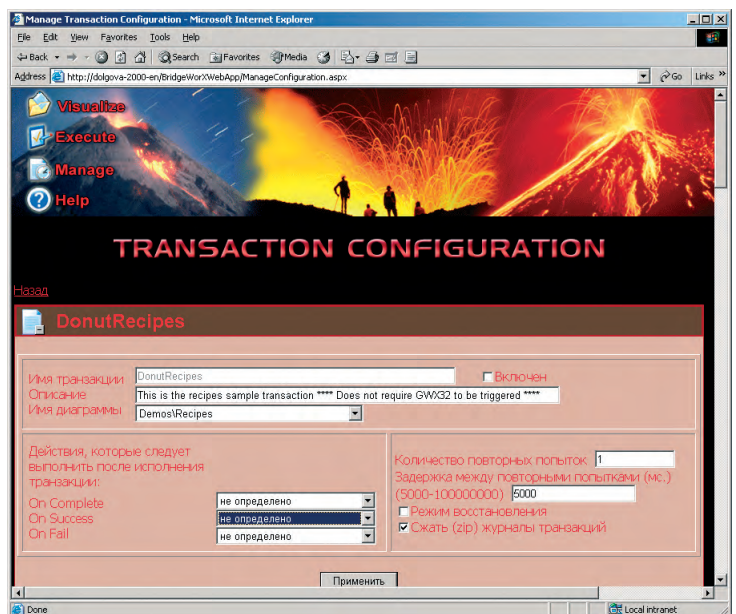 Manage Transaction Configuration - Microsoft Internet Explorer
File Edit View Favorites Tools Help
Back Search Favorites Media
Address http://dolgova-2000-en/BridgeWorXWebApp/ManageConfiguration.aspx Go Links »
Visualize
Execute
Manage
Help
TRANSACTION CONFIGURATION
Назад
DonutRecipes
Имя транзакции DonutRecipes Включен
Описание This is the recipes sample transaction **** Does not require GWX32 to be triggered ****
Имя диаграммы Demos\Recipes
Действия, которые следует
выполнить после исполнения
транзакции:
On Complete не определено
On Success не определено
On Fail не определено
Количество повторных попыток 1
Задержка между повторными попытками (мс.)
(5000-100000000) 5000
Режим восстановления
Сжать (zip) журналы транзакций
Применить
Done Local intranet